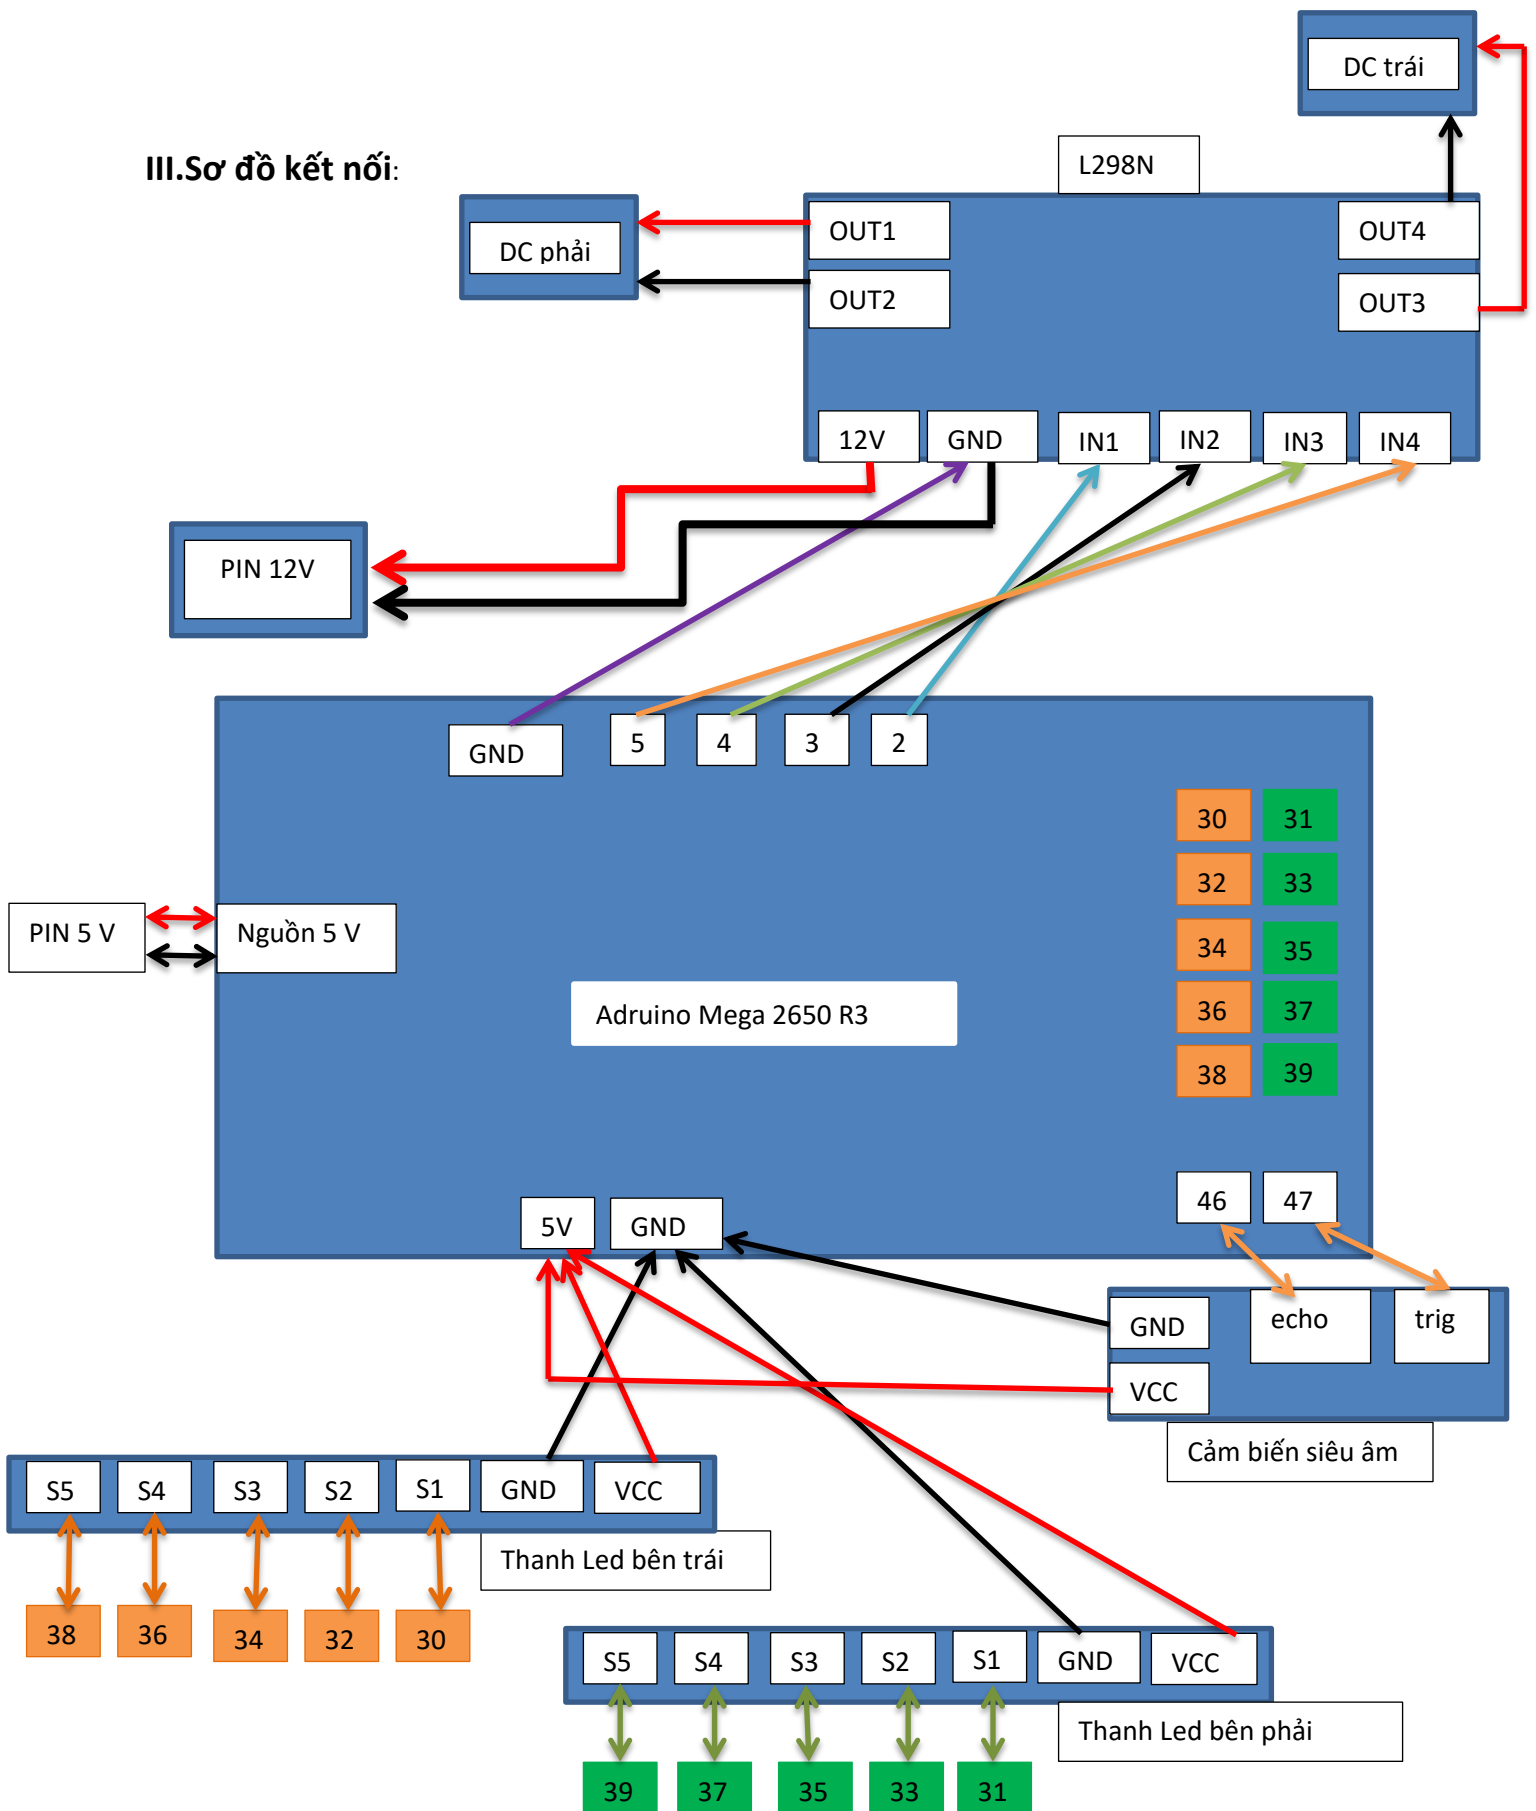 DC trái
III.Sơ đồ kết nối:
L298N
DC phải
OUT1
OUT4
OUT2
OUT3
12V
GND
IN1
IN2
IN3
IN4
PIN 12V
GND
5
4
3
2
30
31
32
33
PIN 5 V
Nguồn 5 V
34
35
Adruino Mega 2650 R3
36
37
38
39
46
47
5V
GND
GND
echo
trig
VCC
Cảm biến siêu âm
S5
S4
S3
S2
S1
GND
VCC
Thanh Led bên trái
38
36
34
32
30
S5
S4
S3
S2
S1
GND
VCC
Thanh Led bên phải
39
37
35
33
31